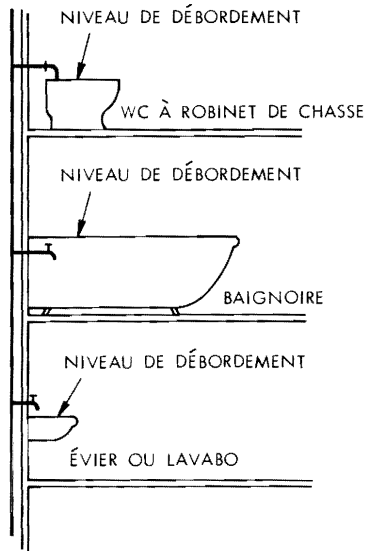 NIVEAU DE DÉBORDEMENT
WC À ROBINET DE CHASSE
NIVEAU DE DÉBORDEMENT
BAIGNOIRE
NIVEAU DE DÉBORDEMENT
ÉVIER OU LAVABO